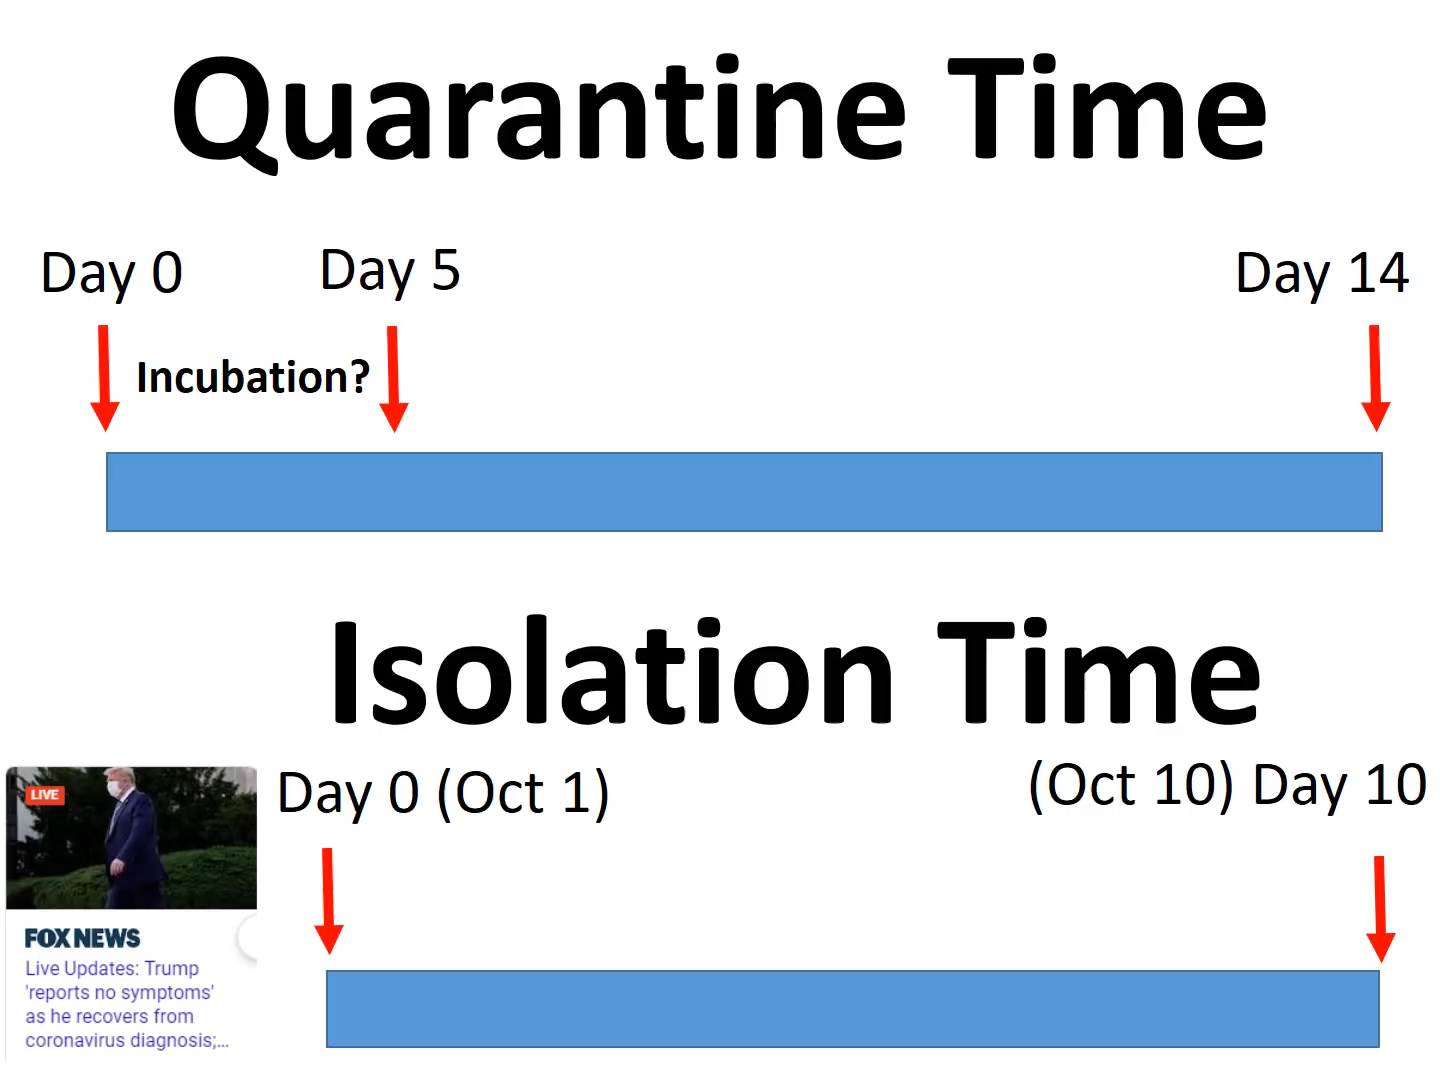 Quarantine Time
Day 0 Day 5 Day 14
Incubation?
Isolation Time
Day 0 (Oct 1) (Oct 10) Day 10
LIVE
FOX NEWS
Live Updates: Trump
'reports no symptoms'
as he recovers from
coronavirus diagnosis;...